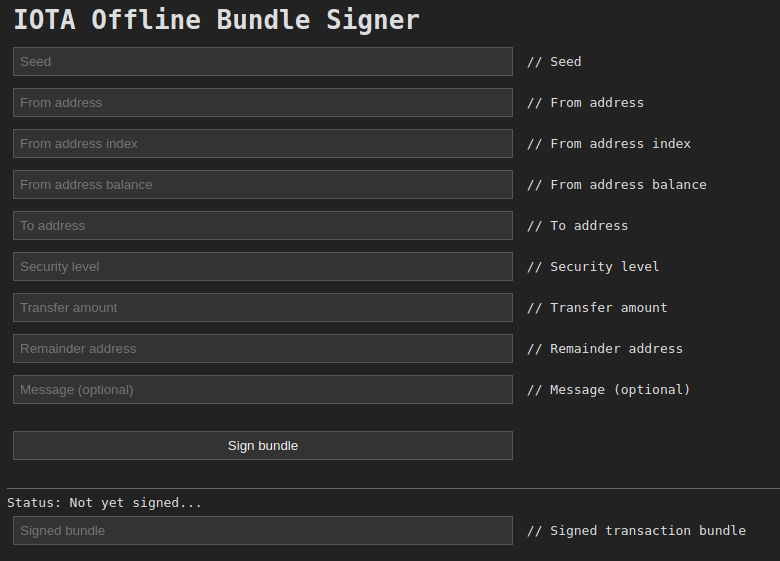 IOTA Offline Bundle Signer
Seed // Seed
From address // From address
From address index // From address index
From address balance // From address balance
To address // To address
Security level // Security level
Transfer amount // Transfer amount
Remainder address // Remainder address
Message (optional) // Message (optional)
Sign bundle
Status: Not yet signed...
Signed bundle // Signed transaction bundle